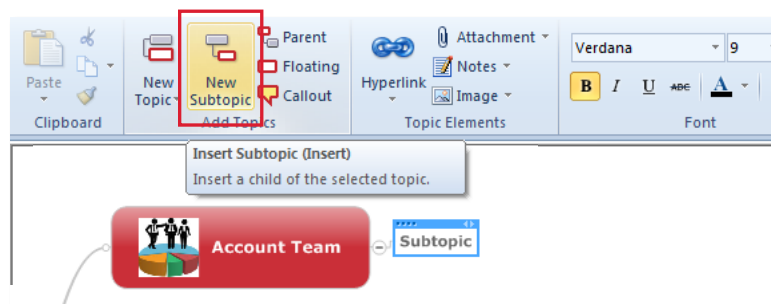 Paste
Clipboard
New
Topic
New
Subtopic
Parent
Floating
Callout
Add Topics
Hyperlink
Attachment
Notes
Image
Topic Elements
Verdana
9
B I U ABC A
Font
Insert Subtopic (Insert)
Insert a child of the selected topic.
Account Team
Subtopic